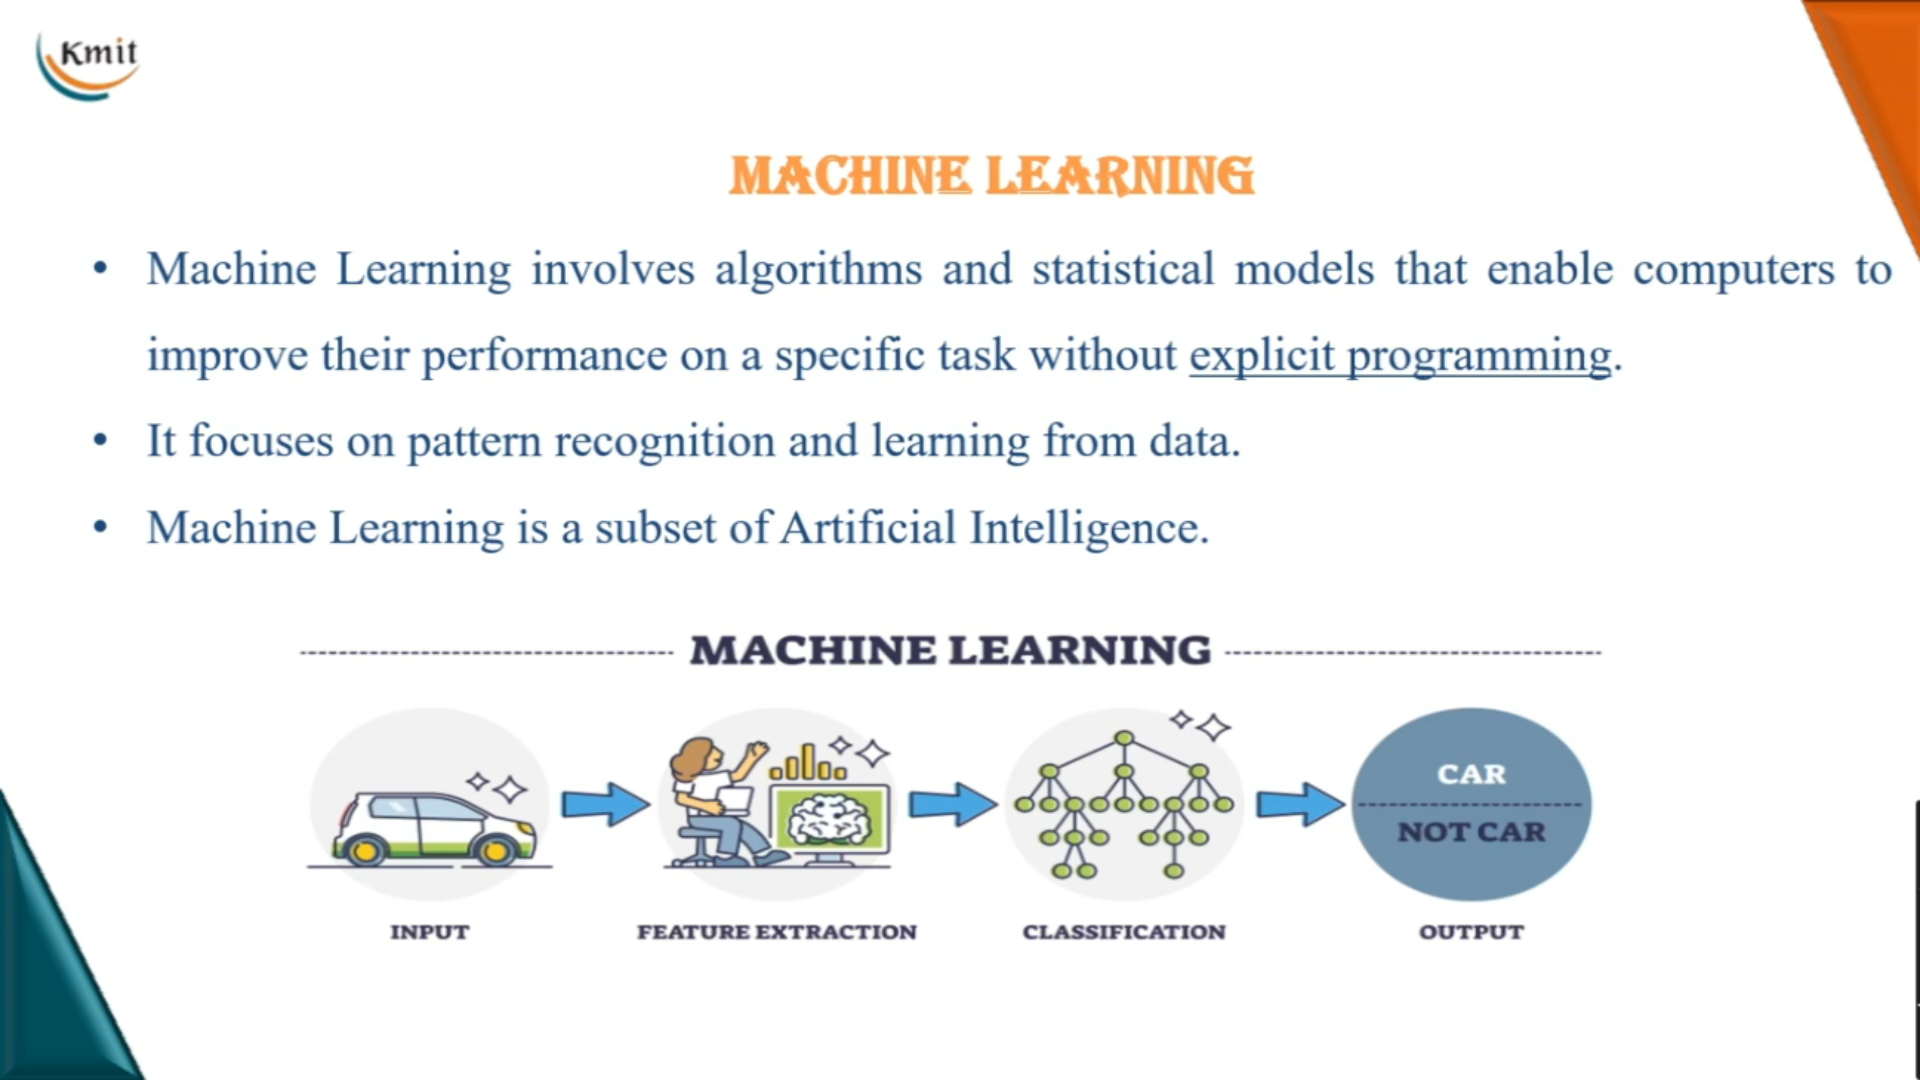 Kmit
MACHINE LEARNING
• Machine Learning involves algorithms and statistical models that enable computers to
improve their performance on a specific task without explicit programming.
• It focuses on pattern recognition and learning from data.
• Machine Learning is a subset of Artificial Intelligence.
MACHINE LEARNING
CAR
NOT CAR
INPUT
FEATURE EXTRACTION
CLASSIFICATION
OUTPUT